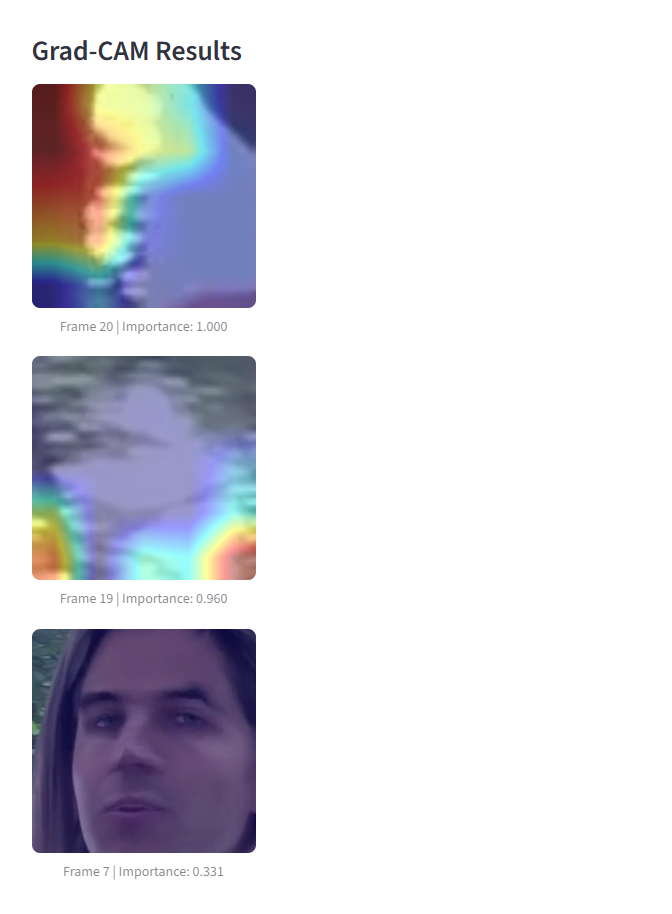 Grad-CAM Results
Frame 20 | Importance: 1.000
Frame 19 | Importance: 0.960
Frame 7 | Importance: 0.331